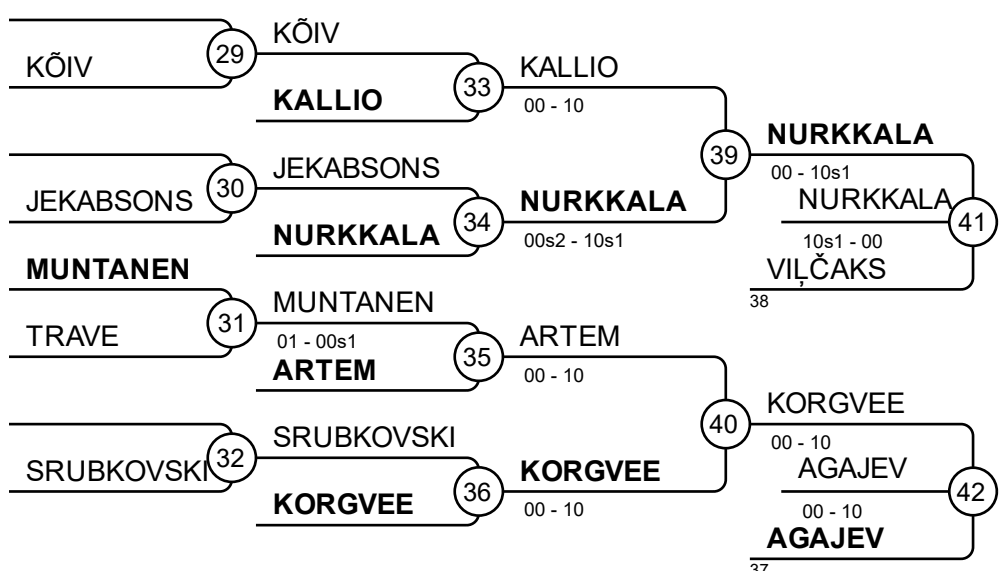 KÕIV
29
KÕIV
KALLIO
33
KALLIO
00 - 10
JEKABSONS
30
JEKABSONS
NURKKALA
34
NURKKALA
00s2 - 10s1
39
NURKKALA
00 - 10s1
NURKKALA
10s1 - 00
VIĻČAKS
38
41
MUNTANEN
TRAVE
31
MUNTANEN
01 - 00s1
ARTEM
35
ARTEM
00 - 10
SRUBKOVSKI
32
SRUBKOVSKI
KORGVEE
36
KORGVEE
00 - 10
40
KORGVEE
00 - 10
AGAJEV
00 - 10
AGAJEV
37
42